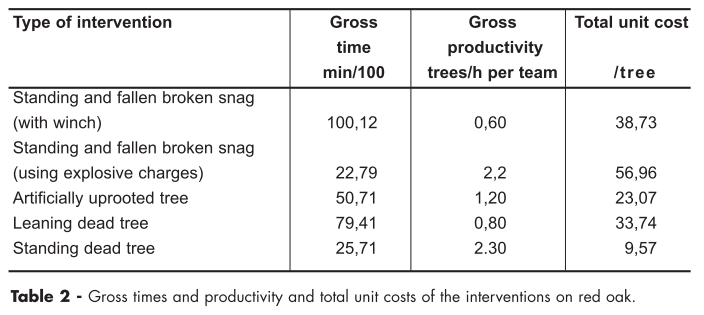 Type of intervention Gross Gross Total unit cost
time productivity
min/100 trees/h per team /tree
Standing and fallen broken snag
(with winch) 100,12 0,60 38,73
Standing and fallen broken snag
(using explosive charges) 22,79 2,2 56,96
Artificially uprooted tree 50,71 1,20 23,07
Leaning dead tree 79,41 0,80 33,74
Standing dead tree 25,71 2.30 9,57
Table 2 - Gross times and productivity and total unit costs of the interventions on red oak.